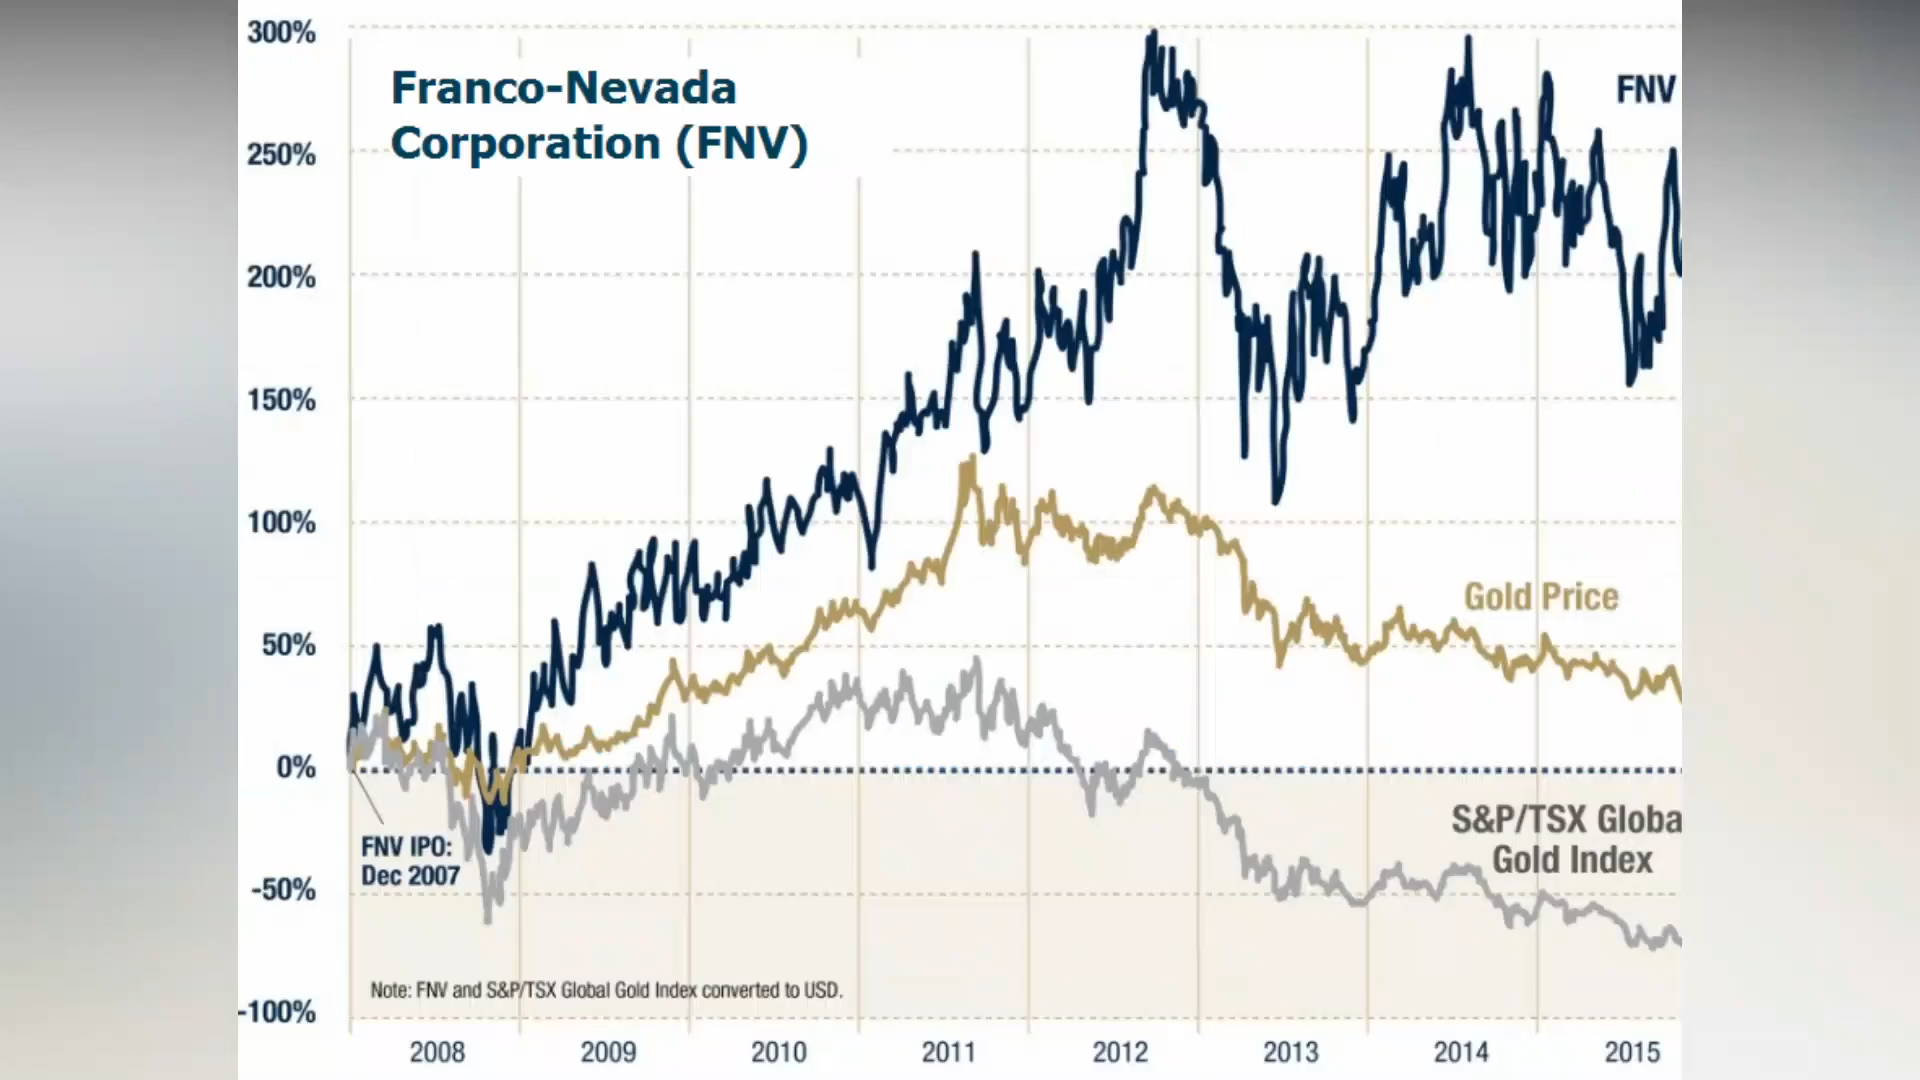 300%
Franco-Nevada
Corporation (FNV)
FNV
250%
200%
150%
100%
Gold Price
50%
0%
S&P/TSX Globa
Gold Index
FNV IPO:
Dec 2007
-50%
Note: FNV and S&P/TSX Global Gold Index converted to USD.
-100%
2008 2009 2010 2011 2012 2013 2014 2015